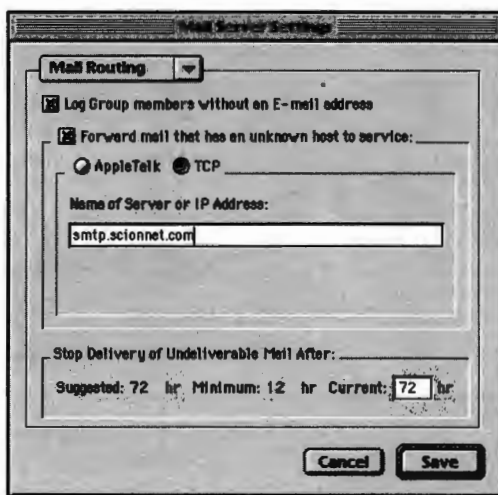 Mail Server Settings
Mail Routing
Log Group members without an E-mail address
Forward mail that has an unknown host to service:
AppleTalk TCP
Name of Server or IP Address:
smtp.scionnet.com
Stop Delivery of Undeliverable Mail After:
Suggested: 72 hr Minimum: 12 hr Current: 72 hr
Cancel Save